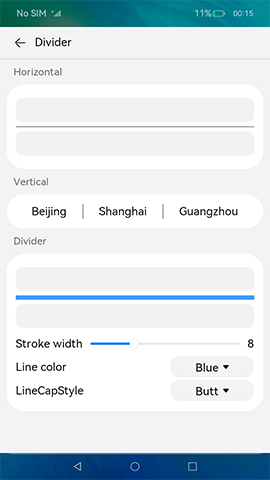 No SIM 11% 00:15
Divider
Horizontal
Vertical
Beijing Shanghai Guangzhou
Divider
Stroke width 8
Line color Blue
LineCapStyle Butt